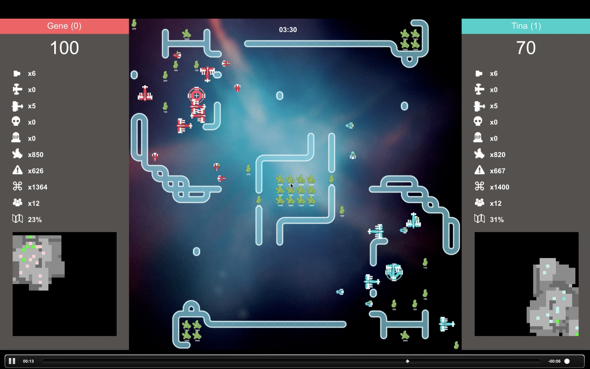 Gene (0)
100
x6
x0
x5
x0
x0
x850
x626
x1364
x12
23%
03:30
Tina (1)
70
x6
x0
x5
x0
x0
x820
x667
x1400
x12
31%
00:13
-00:06